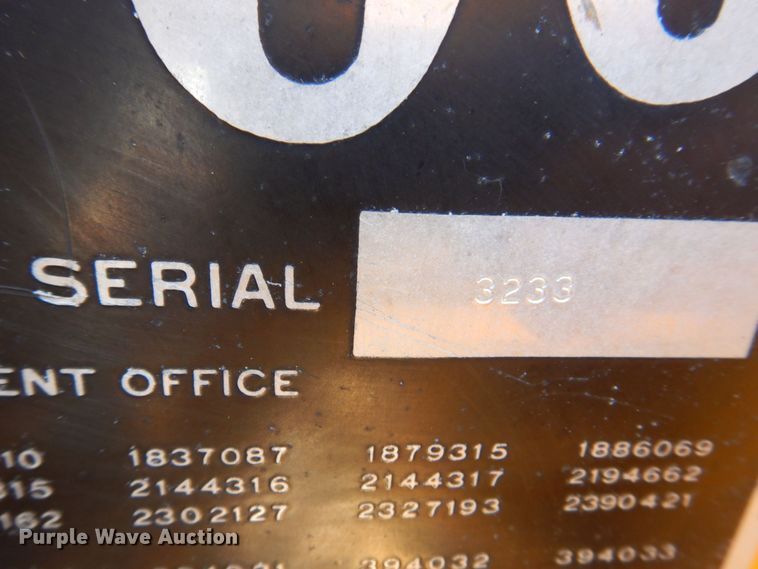 SERIAL 3233
ENT OFFICE
10 1837087 1879315 1886069
315 2144316 2144317 2194662
162 2302127 2327193 2390421
394032 394033
Purple Wave Auction